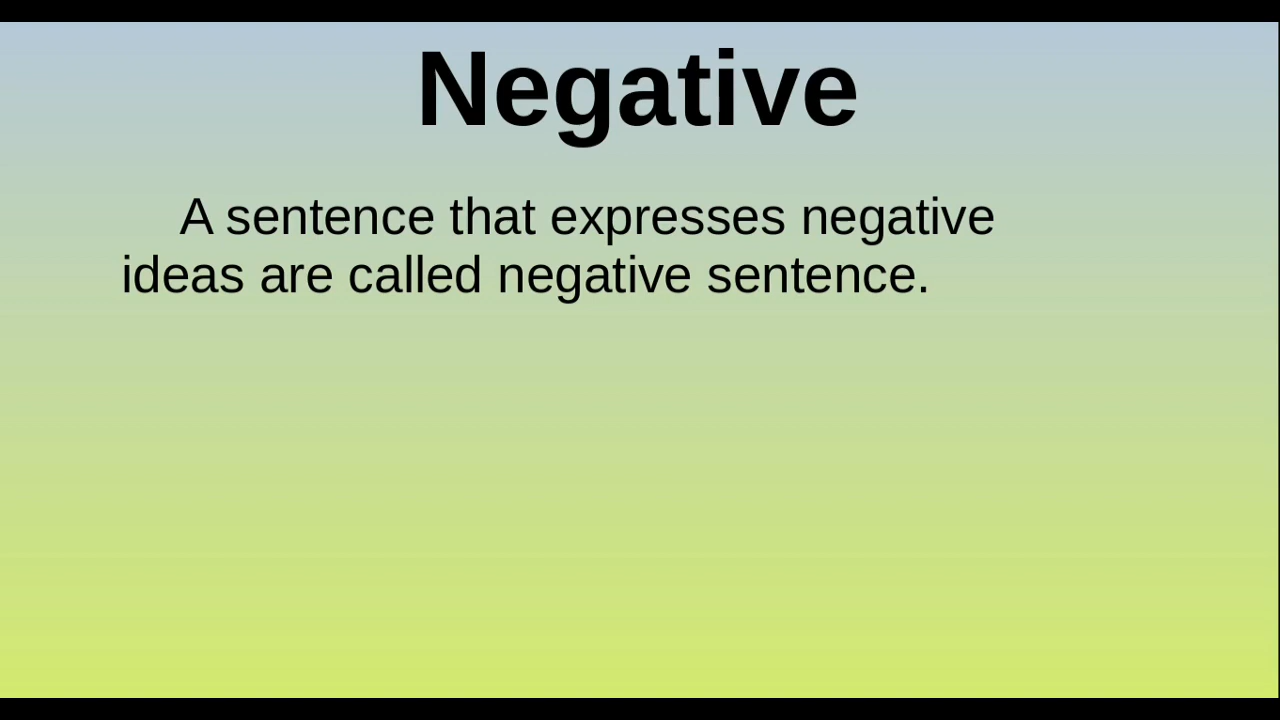 Negative
A sentence that expresses negative
ideas are called negative sentence.